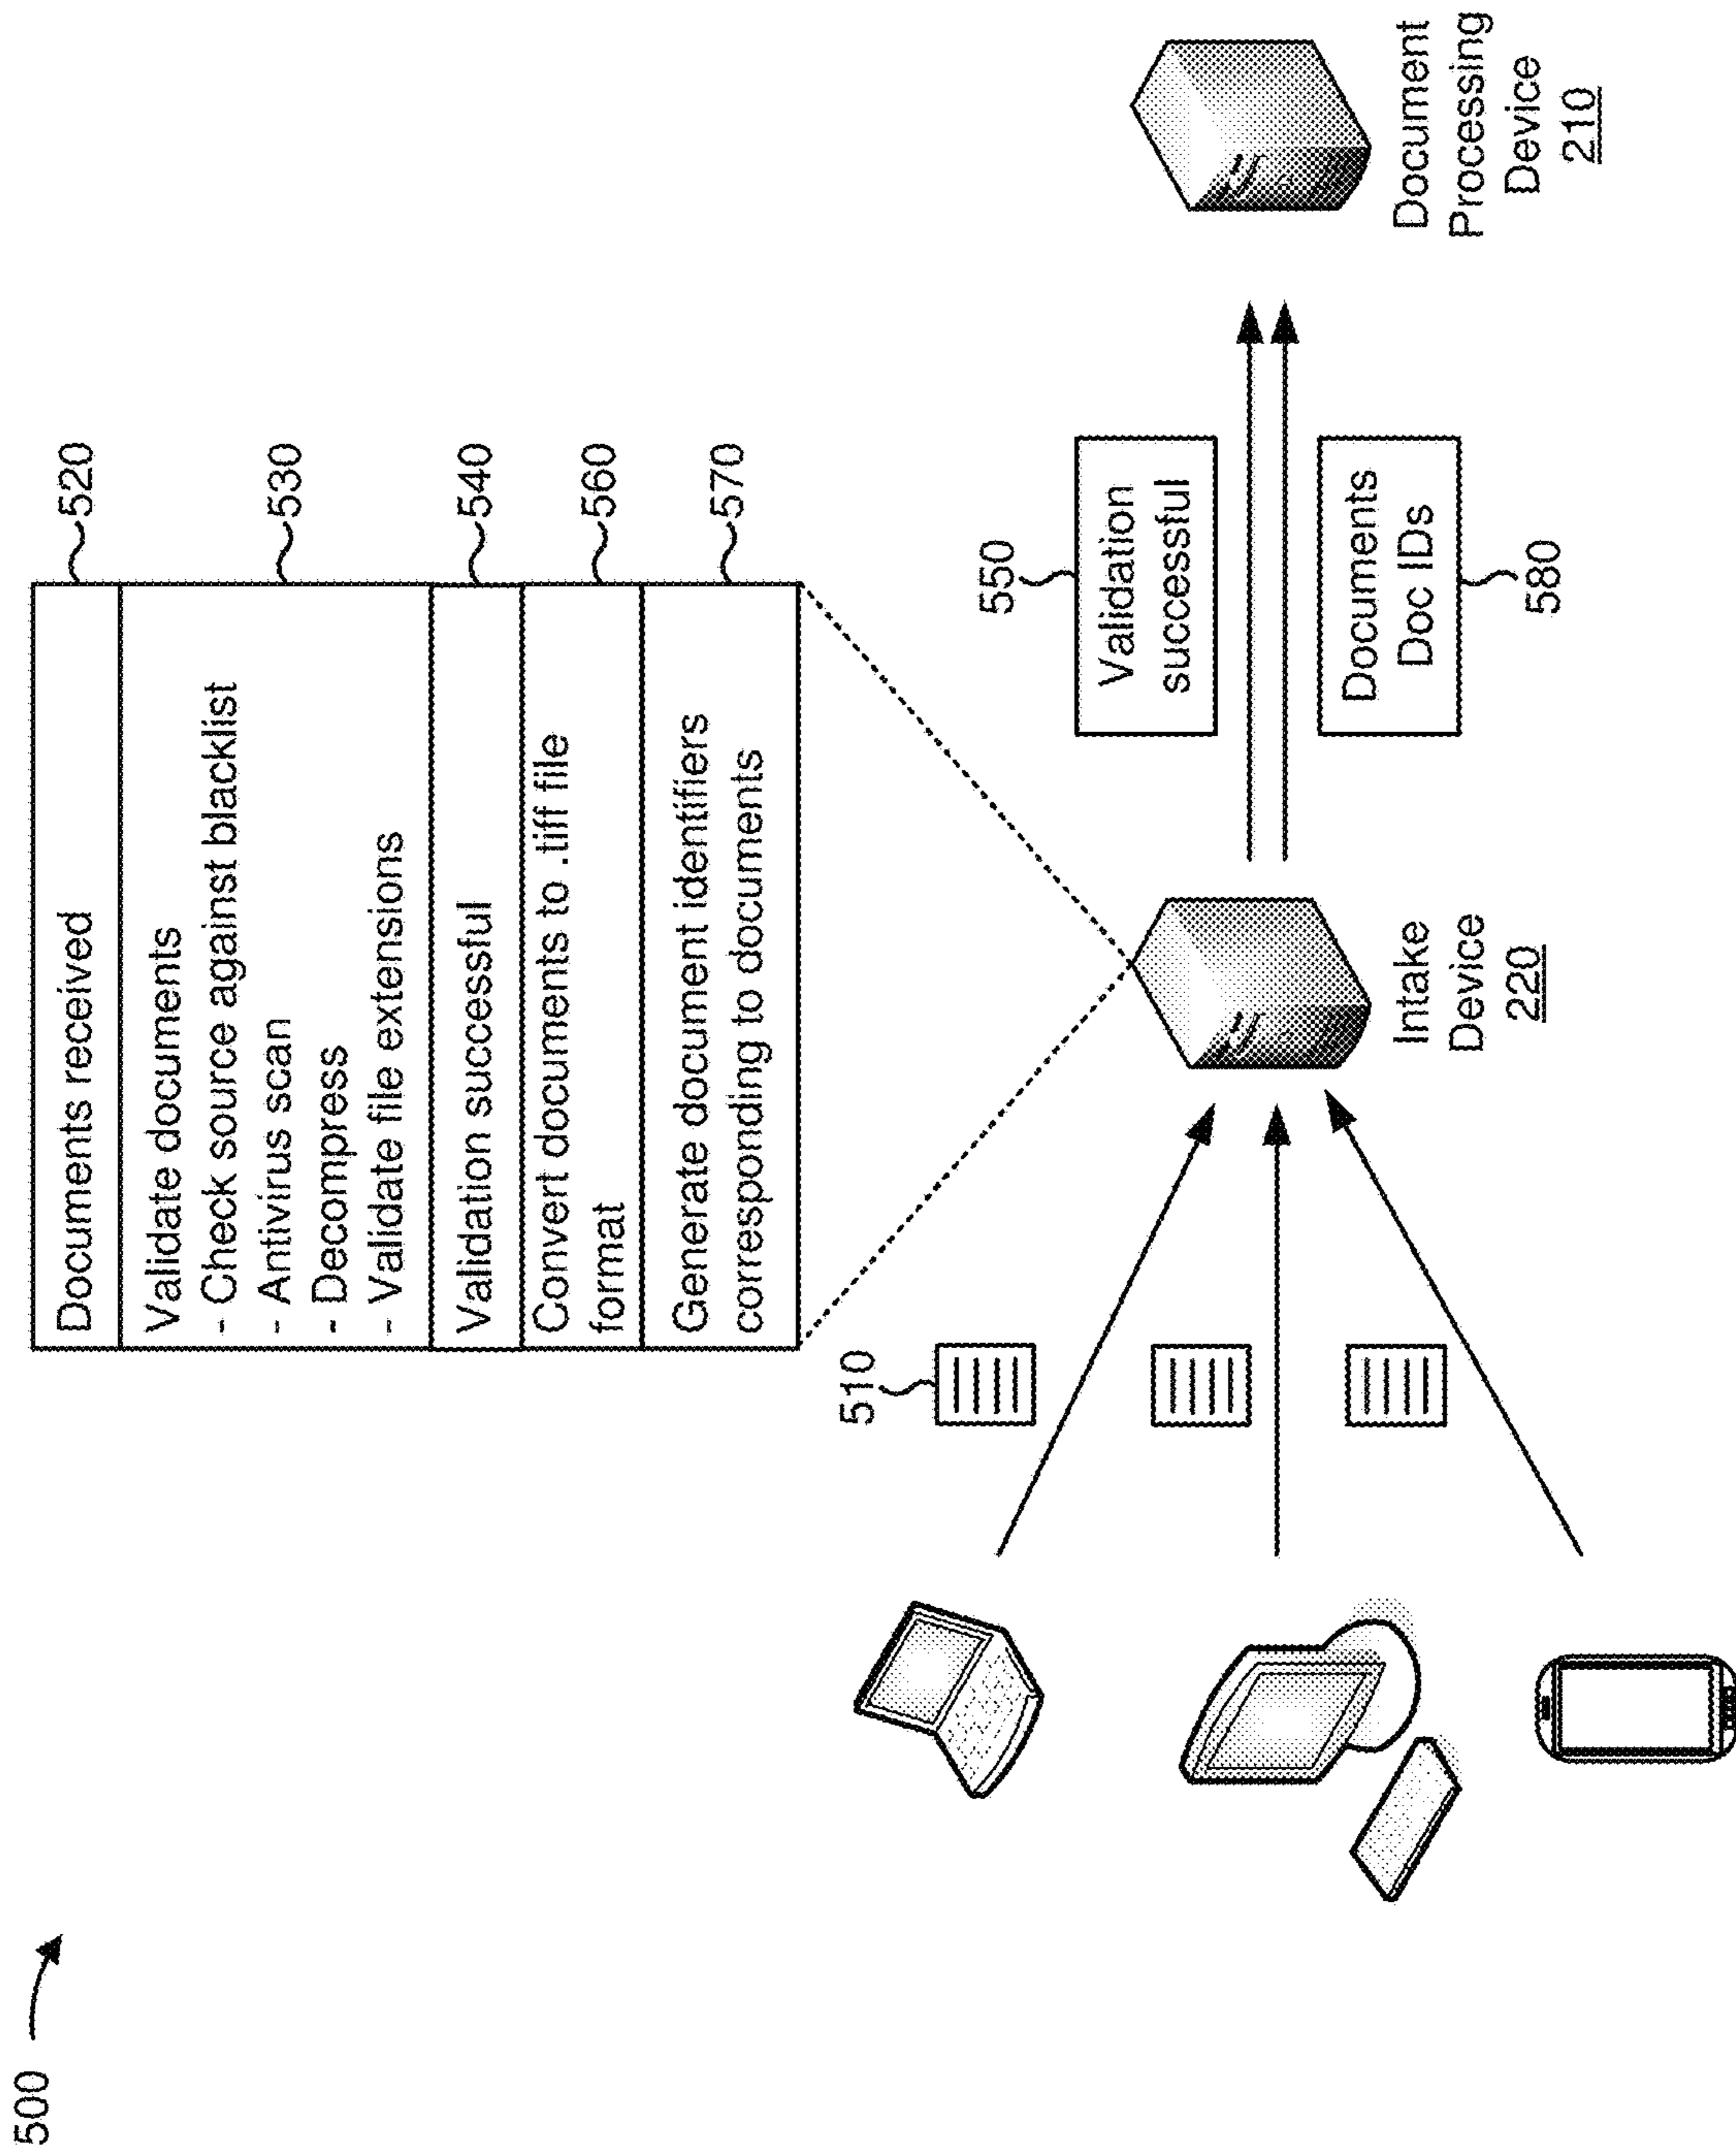 500
Documents received
520
Validate documents
- Check source against blacklist
- Antivirus scan
- Decompress
- Validate file extensions
530
Validation successful
540
Convert documents to .tiff file
format
560
Generate document identifiers
corresponding to documents
570
510
550
Validation
successful
Documents
Doc IDs
580
Intake
Device
220
Document
Processing
Device
210